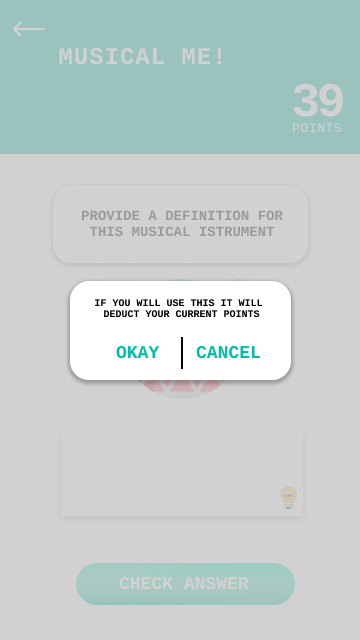 MUSICAL ME!
39
POINTS
PROVIDE A DEFINITION FOR
THIS MUSICAL ISTRUMENT
IF YOU WILL USE THIS IT WILL
DEDUCT YOUR CURRENT POINTS
OKAY
CANCEL
CHECK ANSWER